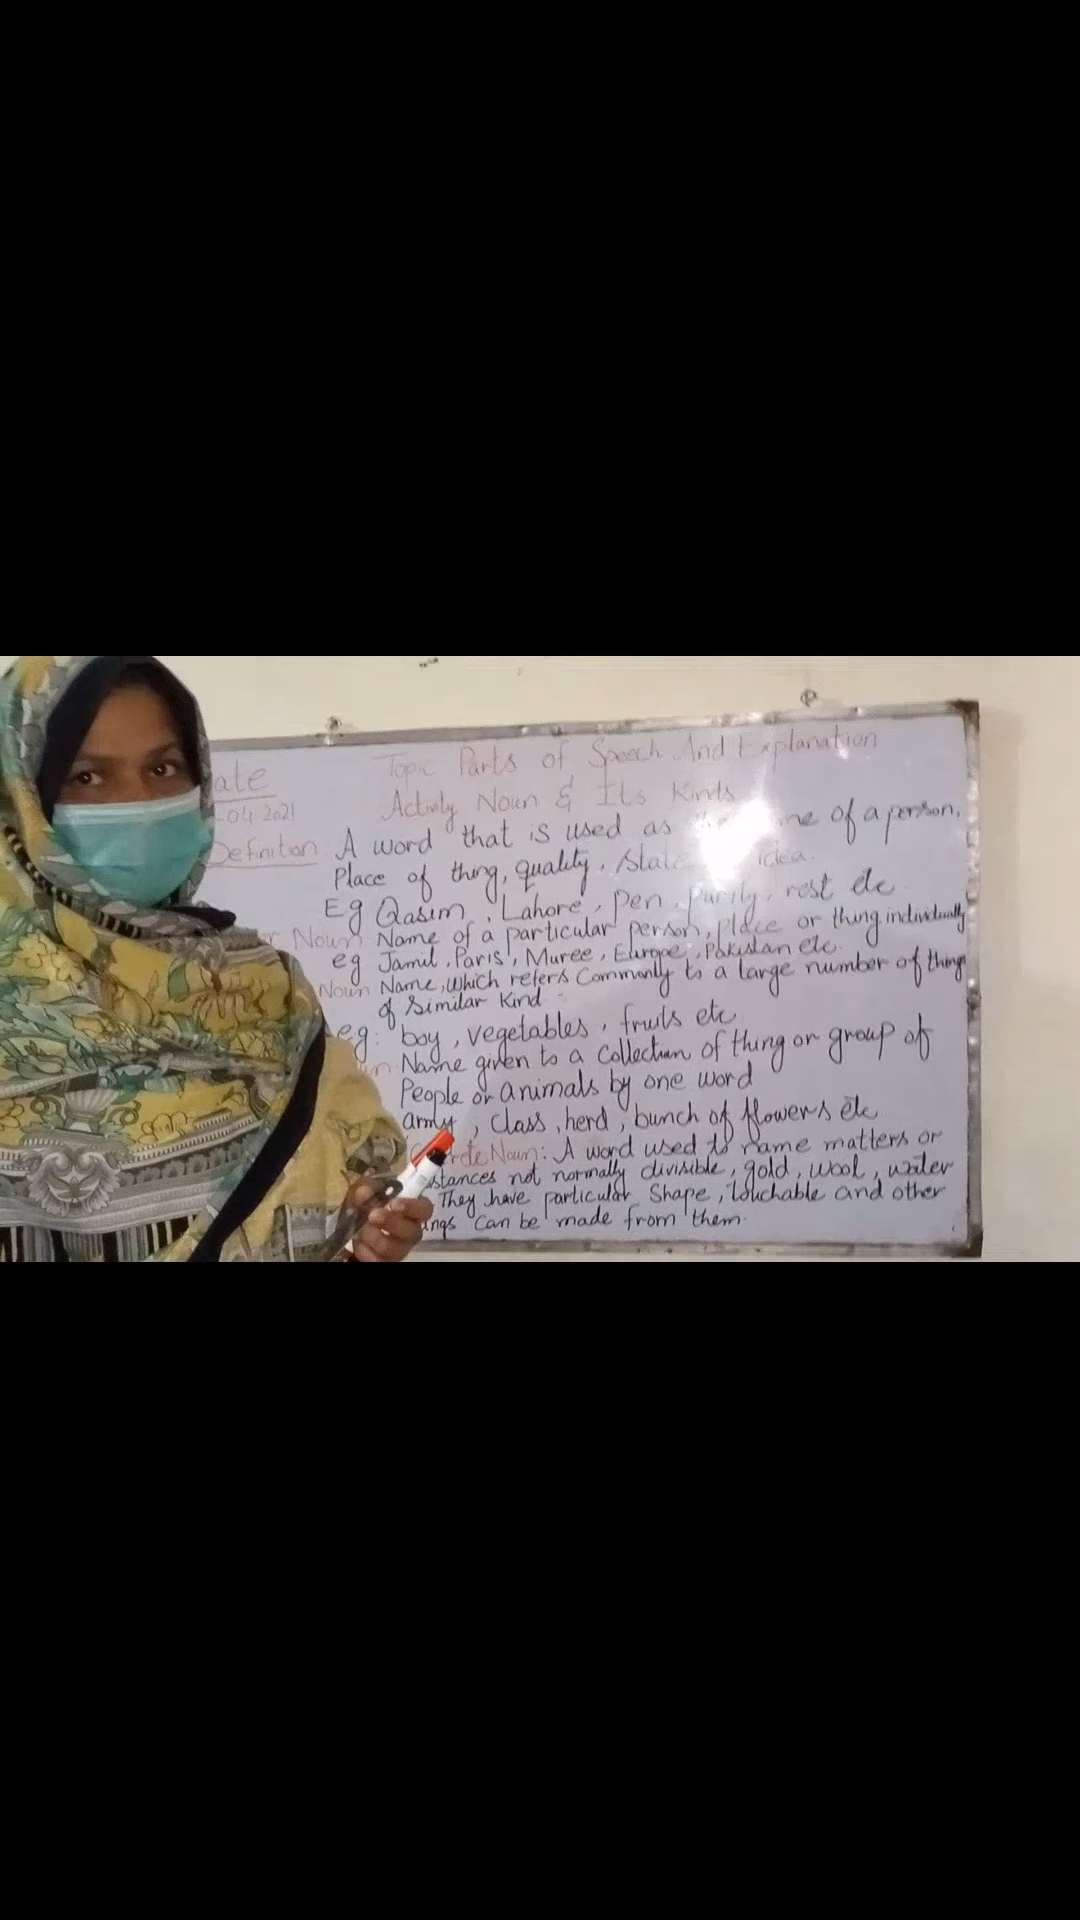 Topic Parts of Speech And Explanation
ate
Activity Noun & Its Kinds
-04-2021
Definition A word that is used as me of a person,
Place of thing, quality, state idea.
Eg Qasim, Lahore, pen, purity, rest etc
er Noun Name of a particular person, place or thing individually
eg Jamil, Paris, Muree, Europe, Pakistan etc.
Noun Name, which refers Commonly to a large number of things
of Similar Kind
eg: boy, vegetables, fruits etc
un Name given to a Collection of thing or group of
People or animals by one word
army, Class, herd, bunch of flowers etc
rete Noun: A word used to name matters or
stances not normally divisible, gold, wool, water
They have particular Shape, touchable and other
ings can be made from them.